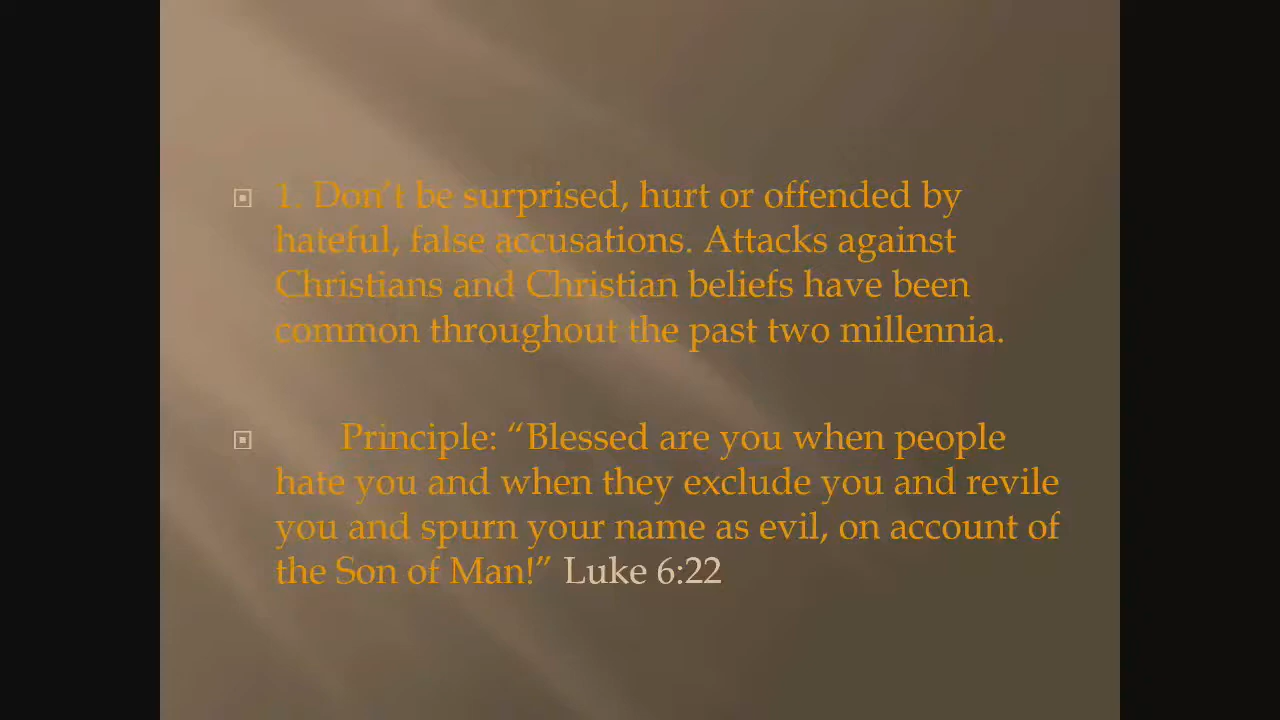 1. Don’t be surprised, hurt or offended by
hateful, false accusations. Attacks against
Christians and Christian beliefs have been
common throughout the past two millennia.
Principle: “Blessed are you when people
hate you and when they exclude you and revile
you and spurn your name as evil, on account of
the Son of Man!” Luke 6:22